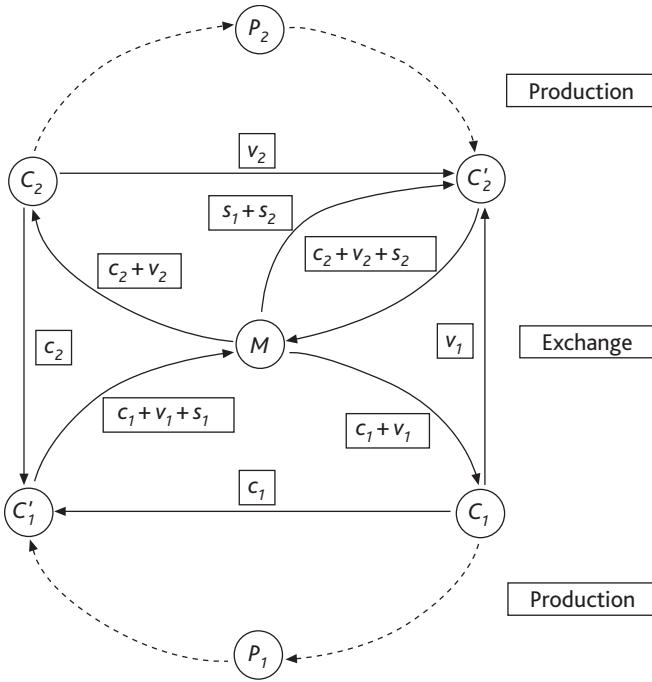 P₂
Production
v₂
C₂
C′₂
s₁ + s₂
c₂ + v₂
c₂ + v₂ + s₂
c₂
M
v₁
Exchange
c₁ + v₁ + s₁
c₁ + v₁
c₁
C′₁
C₁
Production
P₁